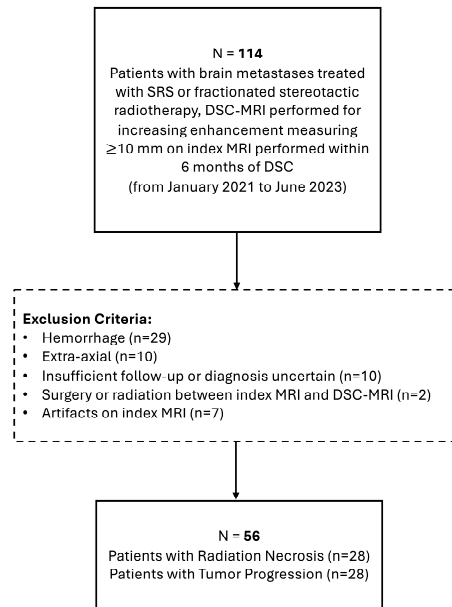 N = 114
Patients with brain metastases treated
with SRS or fractionated stereotactic
radiotherapy, DSC-MRI performed for
increasing enhancement measuring
≥10 mm on index MRI performed within
6 months of DSC
(from January 2021 to June 2023)
Exclusion Criteria:
• Hemorrhage (n=29)
• Extra-axial (n=10)
• Insufficient follow-up or diagnosis uncertain (n=10)
• Surgery or radiation between index MRI and DSC-MRI (n=2)
• Artifacts on index MRI (n=7)
N = 56
Patients with Radiation Necrosis (n=28)
Patients with Tumor Progression (n=28)